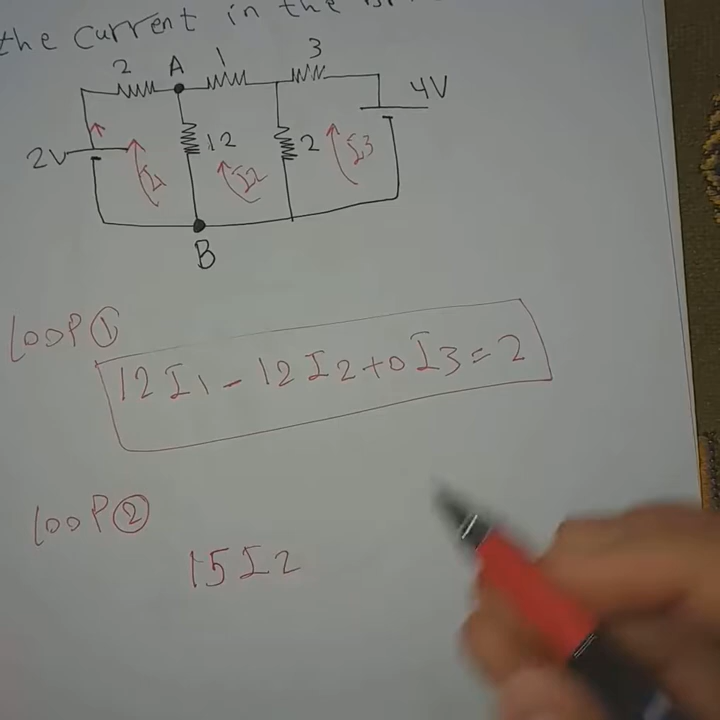 the current in the
2 A 1 3
4V
2V 12 2
I1 I2 I3
B
LOOP ①
12 I1 - 12 I2 + 0 I3 = 2
LOOP ②
15 I2